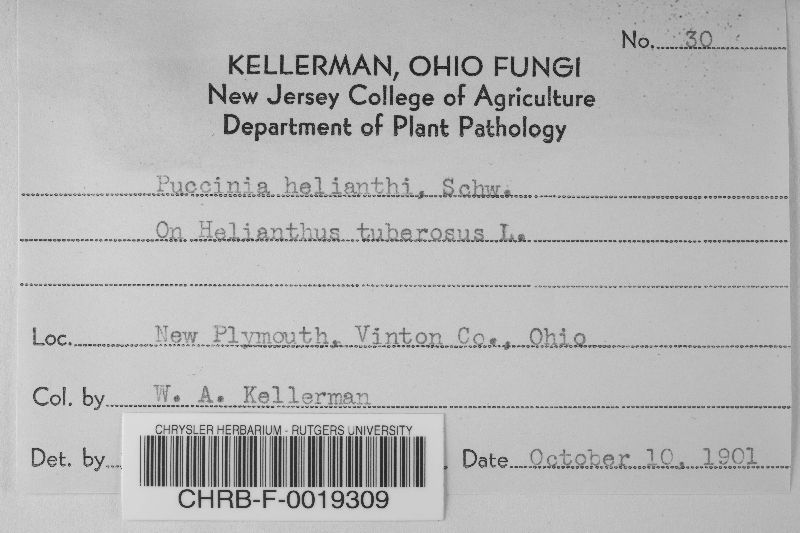 No. 30
KELLERMAN, OHIO FUNGI
New Jersey College of Agriculture
Department of Plant Pathology
Puccinia helianthi, Schw.
On Helianthus tuberosus L.
Loc. New Plymouth, Vinton Co., Ohio
Col. by W. A. Kellerman
Det. by Date October 10, 1901
CHRYSLER HERBARIUM - RUTGERS UNIVERSITY
CHRB-F-0019309